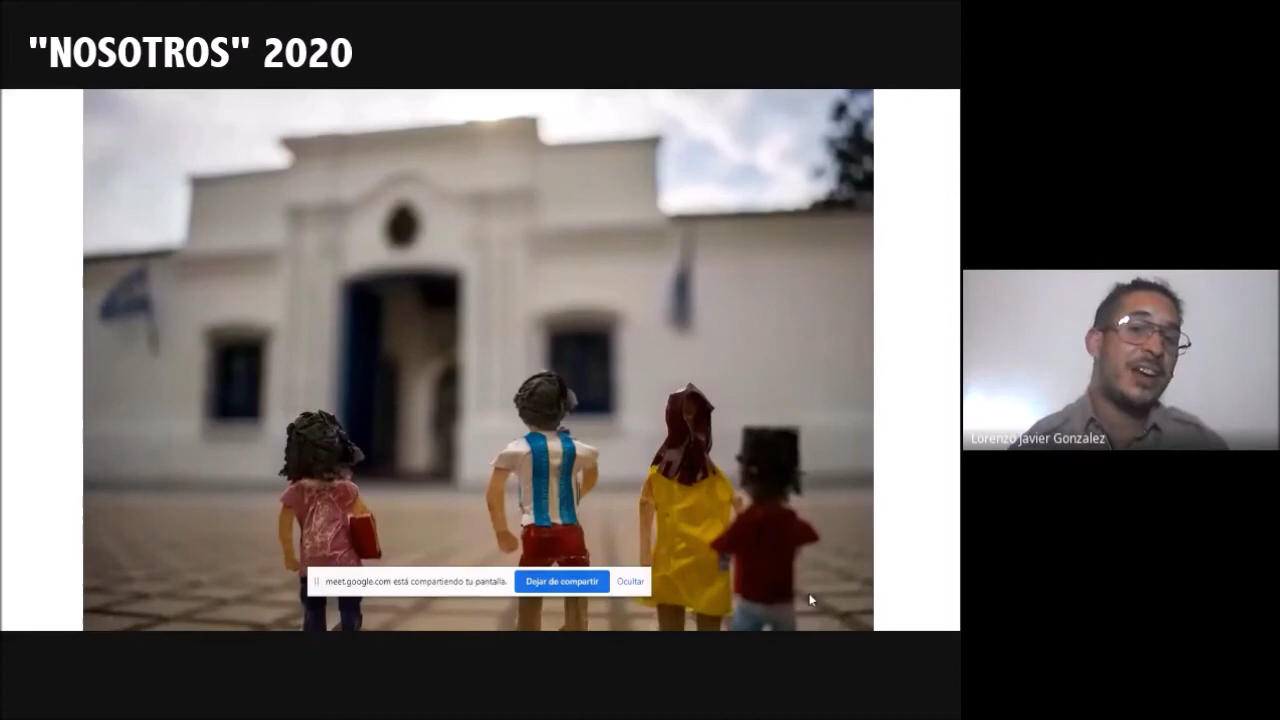 "NOSOTROS" 2020
Lorenzo Javier Gonzalez
meet.google.com está compartiendo tu pantalla.
Dejar de compartir
Ocultar